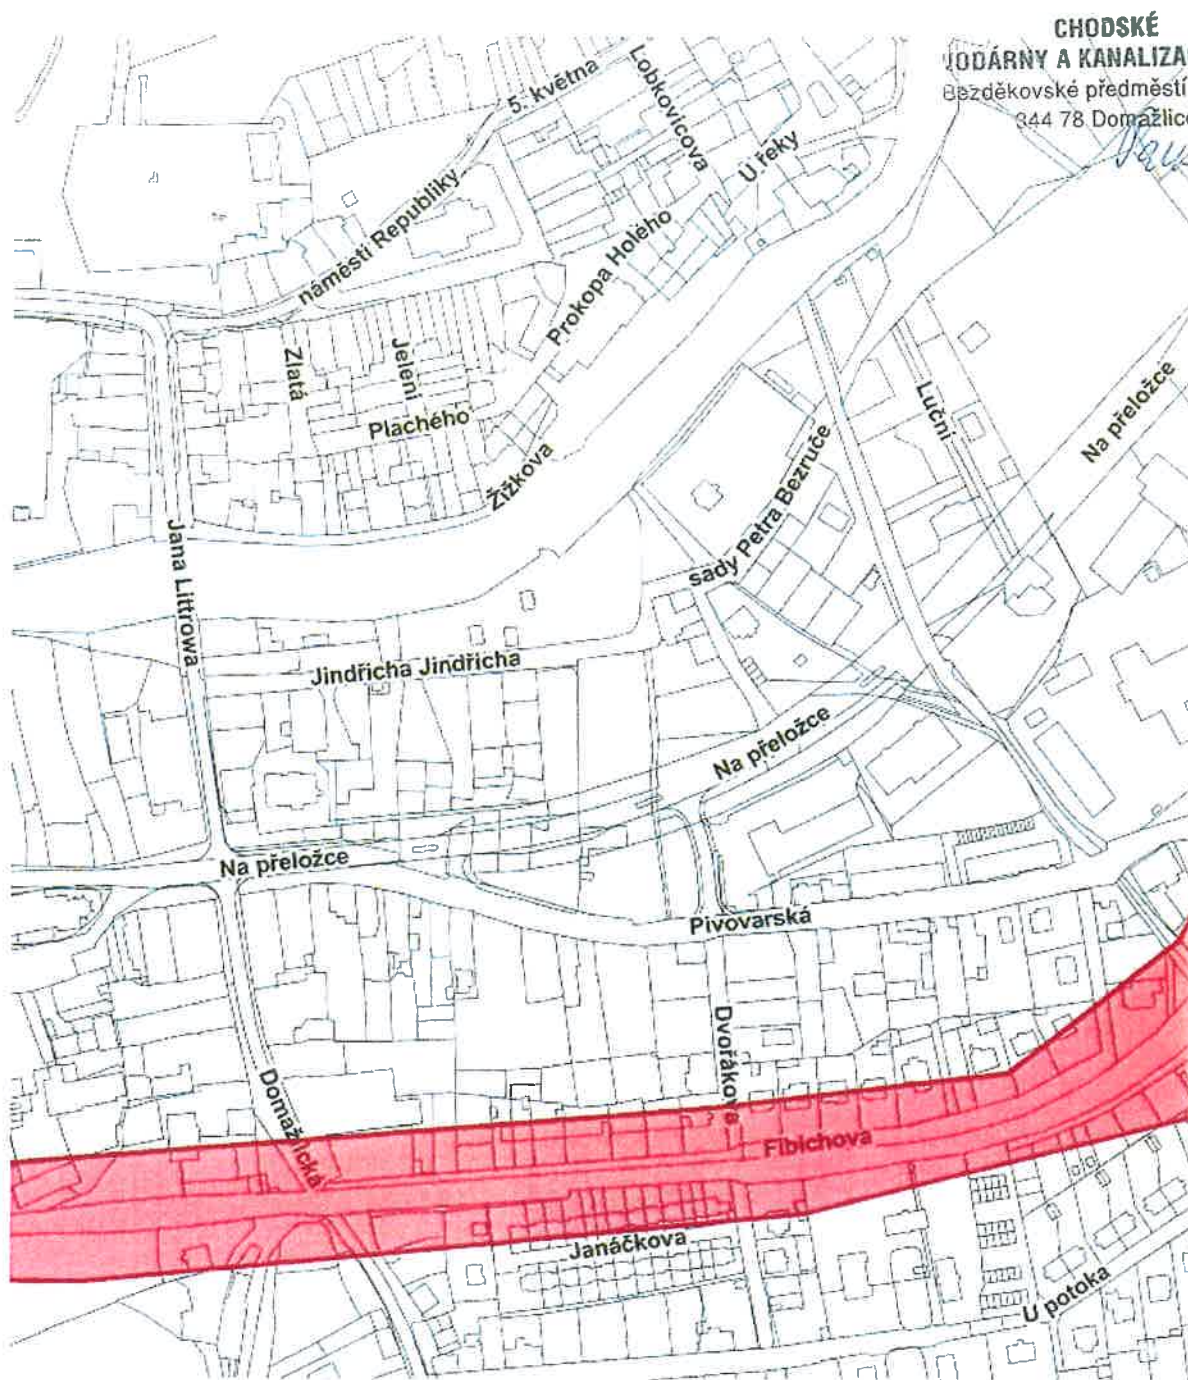 CHODSKÉ
VODÁRNY A KANALIZA
Bezděkovské předměstí
344 78 Domažlice
5. května
Lobkovicova
U řeky
náměstí Republiky
Prokopa Holého
Zlatá
Jelení
Plachého
Žižkova
Luční
Na přeložce
sady Petra Bezruče
Jana Littrowa
Jindřicha Jindřicha
Na přeložce
Na přeložce
Pivovarská
Dvořákova
Domažlická
Fibichova
Janáčkova
U potoka